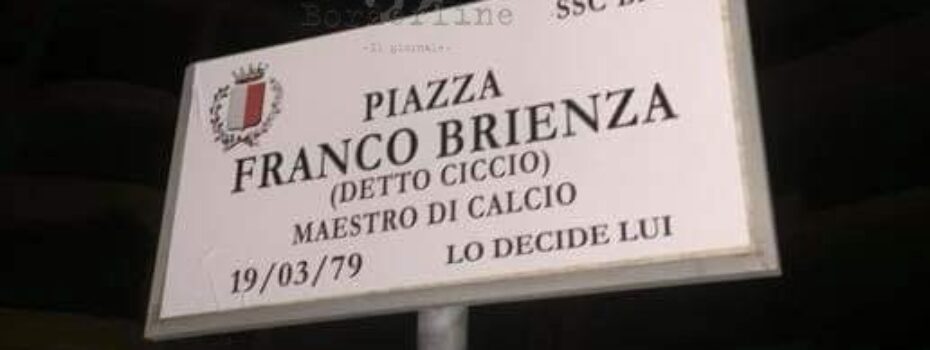 Borderline
-Il giornale.
SSC B
PIAZZA
FRANCO BRIENZA
(DETTO CICCIO)
MAESTRO DI CALCIO
19/03/79 LO DECIDE LUI